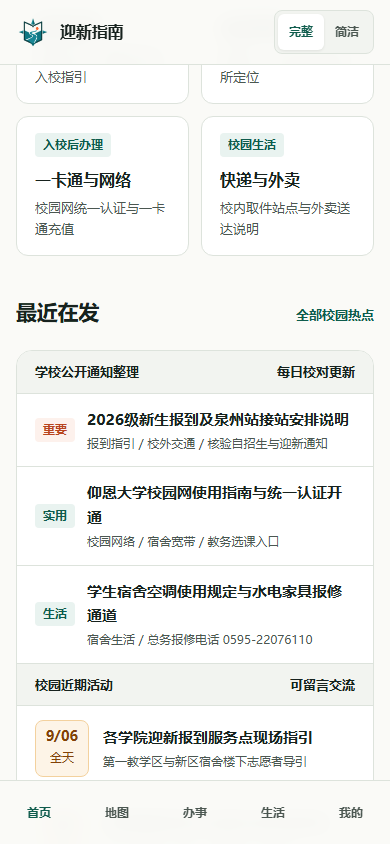 迎新指南
完整
简洁
入校指引
所定位
入校后办理
一卡通与网络
校园网统一认证与一卡
通充值
校园生活
快递与外卖
校内取件站点与外卖送
达说明
最近在发
全部校园热点
学校公开通知整理
每日校对更新
重要
2026级新生报到及泉州站接站安排说明
报到指引 / 校外交通 / 核验自招生与迎新通知
实用
仰恩大学校园网使用指南与统一认证开
通
校园网络 / 宿舍宽带 / 教务选课入口
生活
学生宿舍空调使用规定与水电家具报修
通道
宿舍生活 / 总务报修电话 0595-22076110
校园近期活动
可留言交流
9/06
全天
各学院迎新报到服务点现场指引
第一教学区与新区宿舍楼下志愿者导引
首页
地图
办事
生活
我的